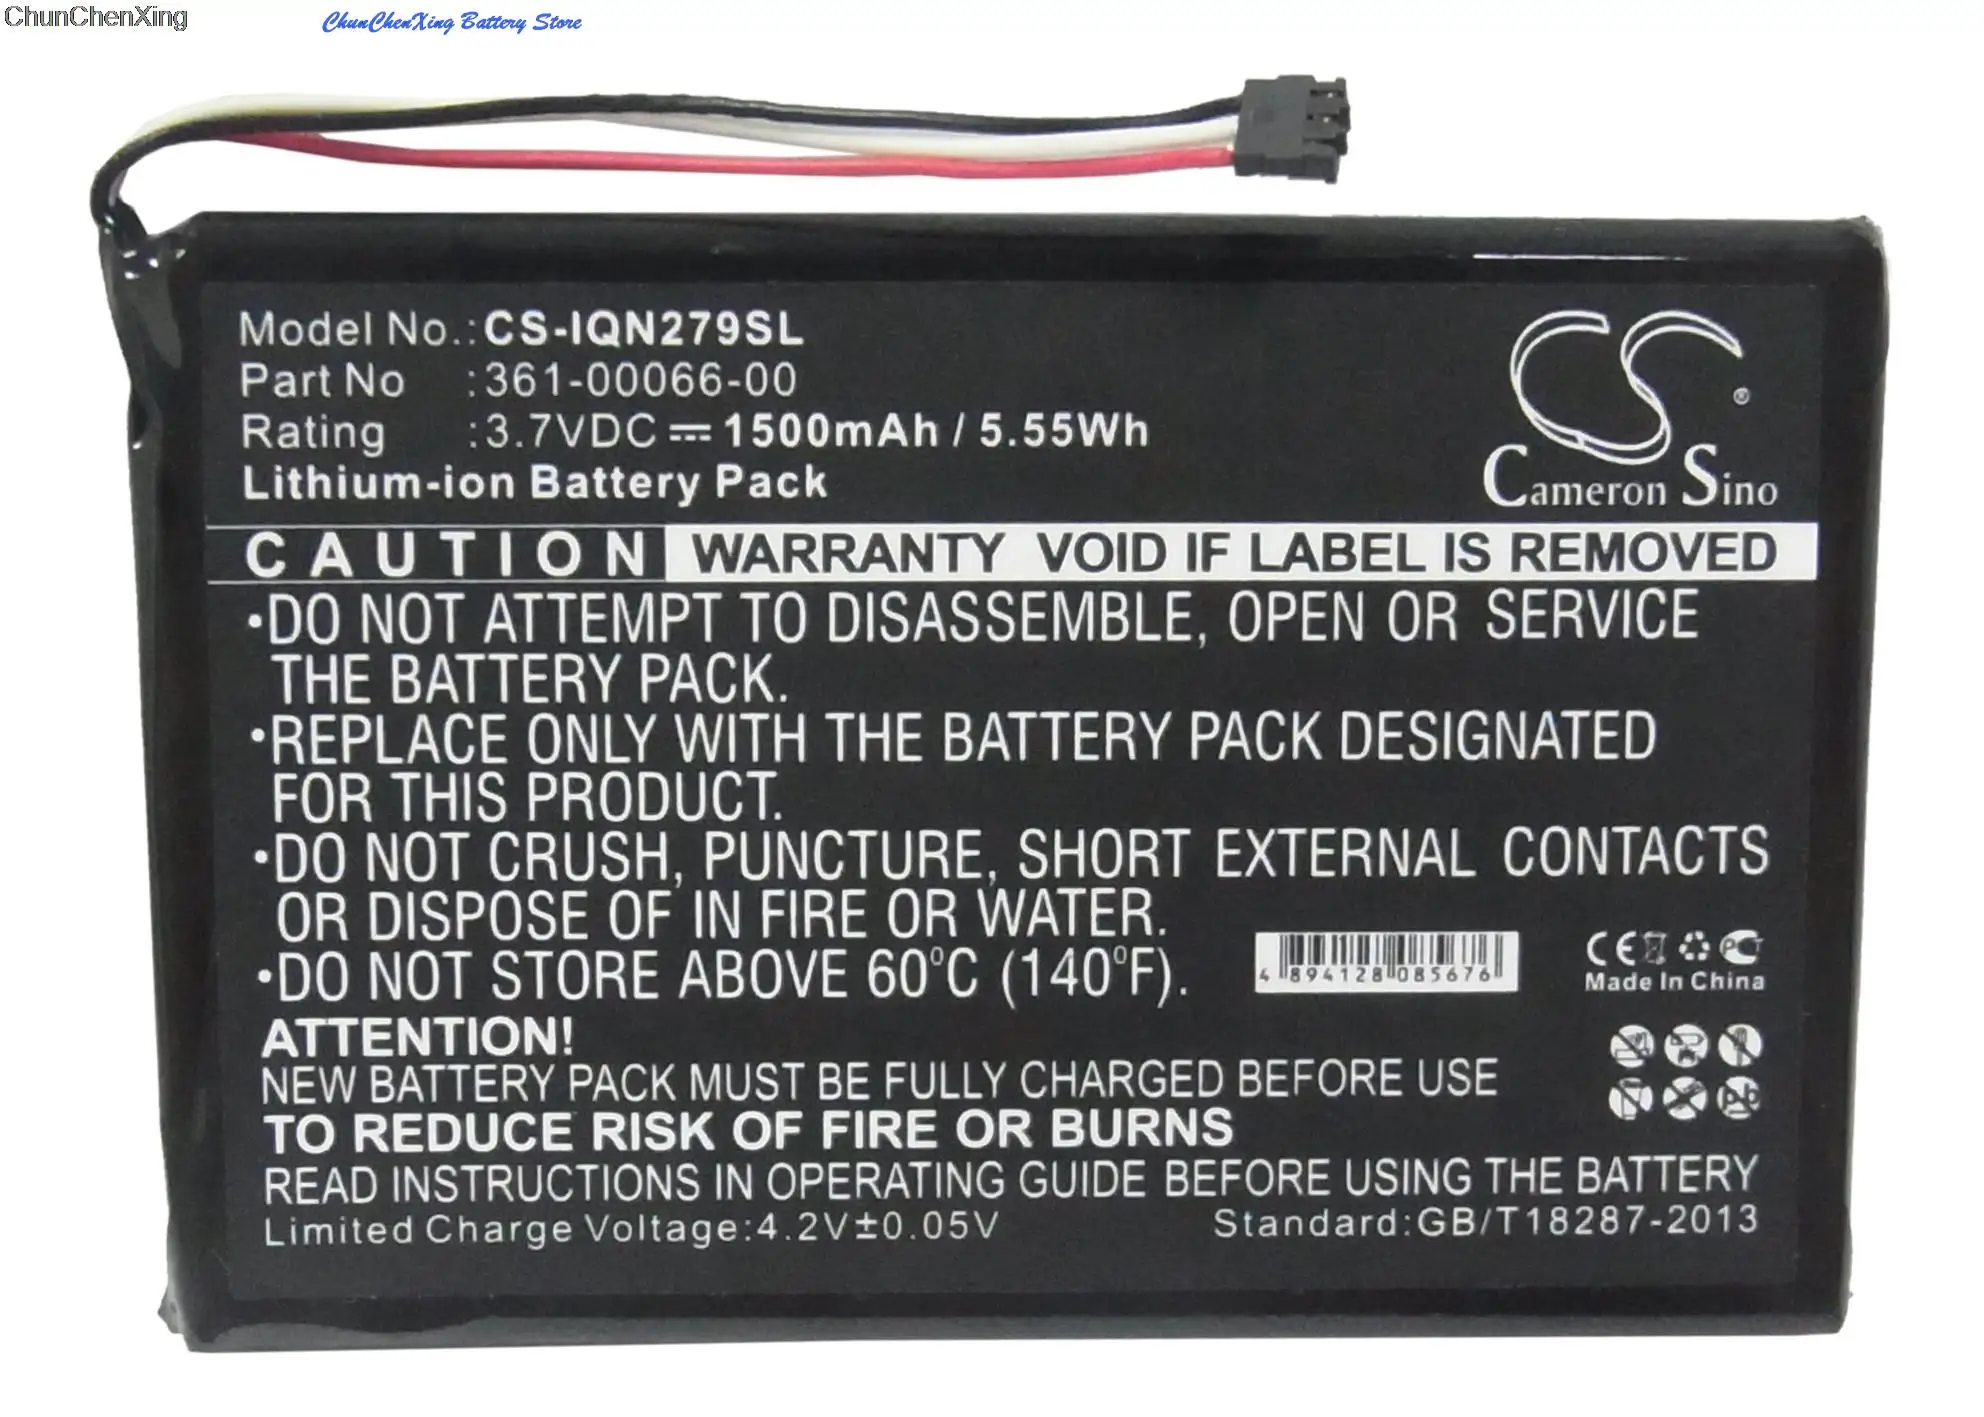 ChunChenXing
ChunChenXing Battery Store
Model No.:CS-IQN279SL
Part No :361-00066-00
Rating :3.7VDC ⎓ 1500mAh / 5.55Wh
Lithium-ion Battery Pack
CS®
Cameron Sino
CAUTION WARRANTY VOID IF LABEL IS REMOVED
•DO NOT ATTEMPT TO DISASSEMBLE, OPEN OR SERVICE
THE BATTERY PACK.
•REPLACE ONLY WITH THE BATTERY PACK DESIGNATED
FOR THIS PRODUCT.
•DO NOT CRUSH, PUNCTURE, SHORT EXTERNAL CONTACTS
OR DISPOSE OF IN FIRE OR WATER.
•DO NOT STORE ABOVE 60°C (140°F).
4 894128 085676
CE PCT
Made In China
ATTENTION!
NEW BATTERY PACK MUST BE FULLY CHARGED BEFORE USE
TO REDUCE RISK OF FIRE OR BURNS
Pb
READ INSTRUCTIONS IN OPERATING GUIDE BEFORE USING THE BATTERY
Limited Charge Voltage:4.2V±0.05V
Standard:GB/T18287-2013